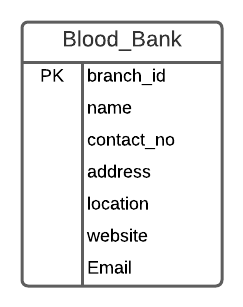 Blood_Bank
PK branch_id
name
contact_no
address
location
website
Email